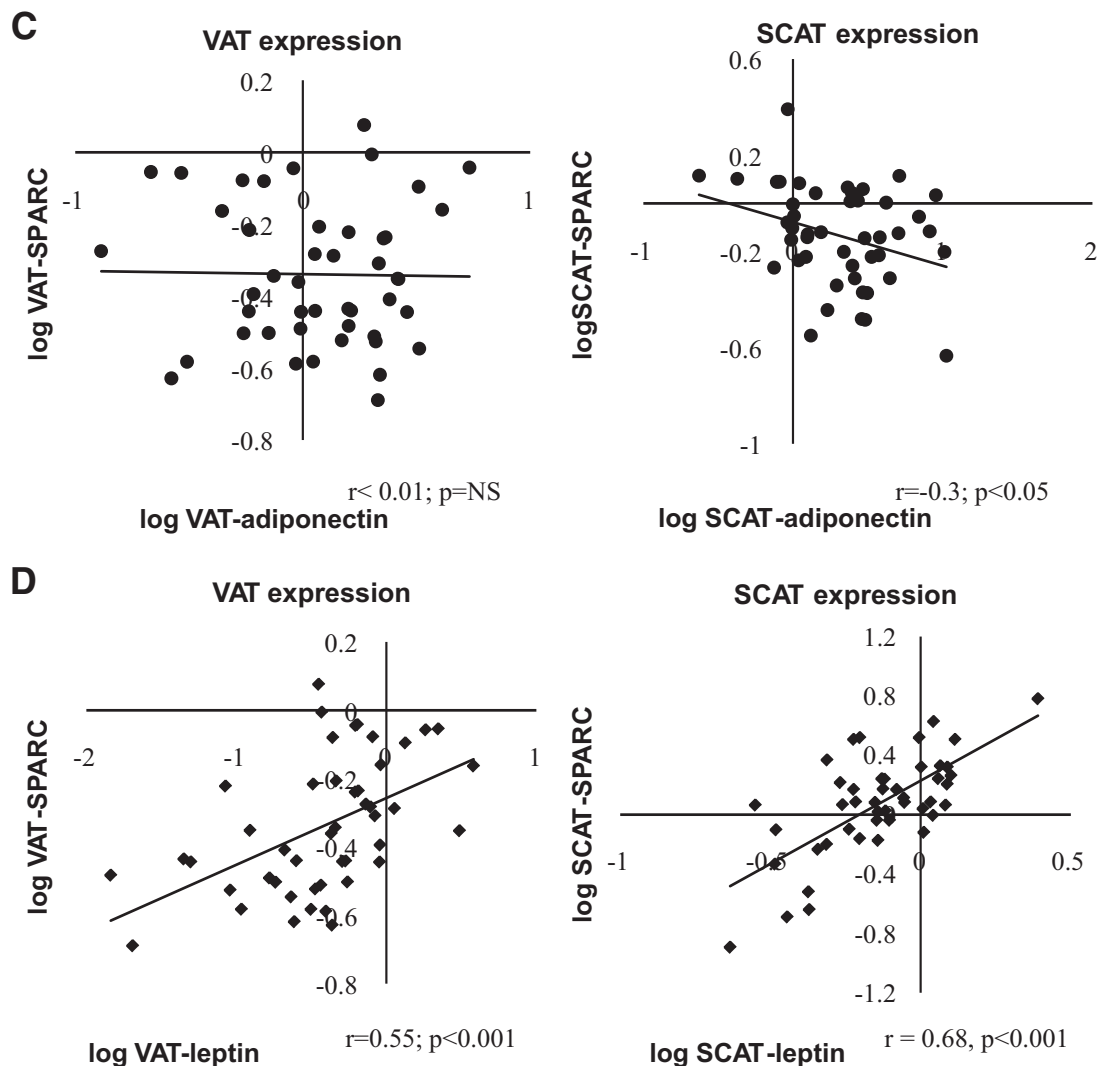 C
VAT expression
SCAT expression
0.2
0
-0.2
-0.4
-0.6
-0.8
-1
0
1
log VAT-SPARC
r< 0.01; p=NS
log VAT-adiponectin
0.6
0.2
-0.2
-0.6
-1
-1
0
1
2
logSCAT-SPARC
r=-0.3; p<0.05
log SCAT-adiponectin
D
VAT expression
SCAT expression
0.2
0
-0.2
-0.4
-0.6
-0.8
-2
-1
0
1
log VAT-SPARC
r=0.55; p<0.001
log VAT-leptin
1.2
0.8
0.4
0
-0.4
-0.8
-1.2
-1
-0.5
0
0.5
log SCAT-SPARC
r = 0.68, p<0.001
log SCAT-leptin